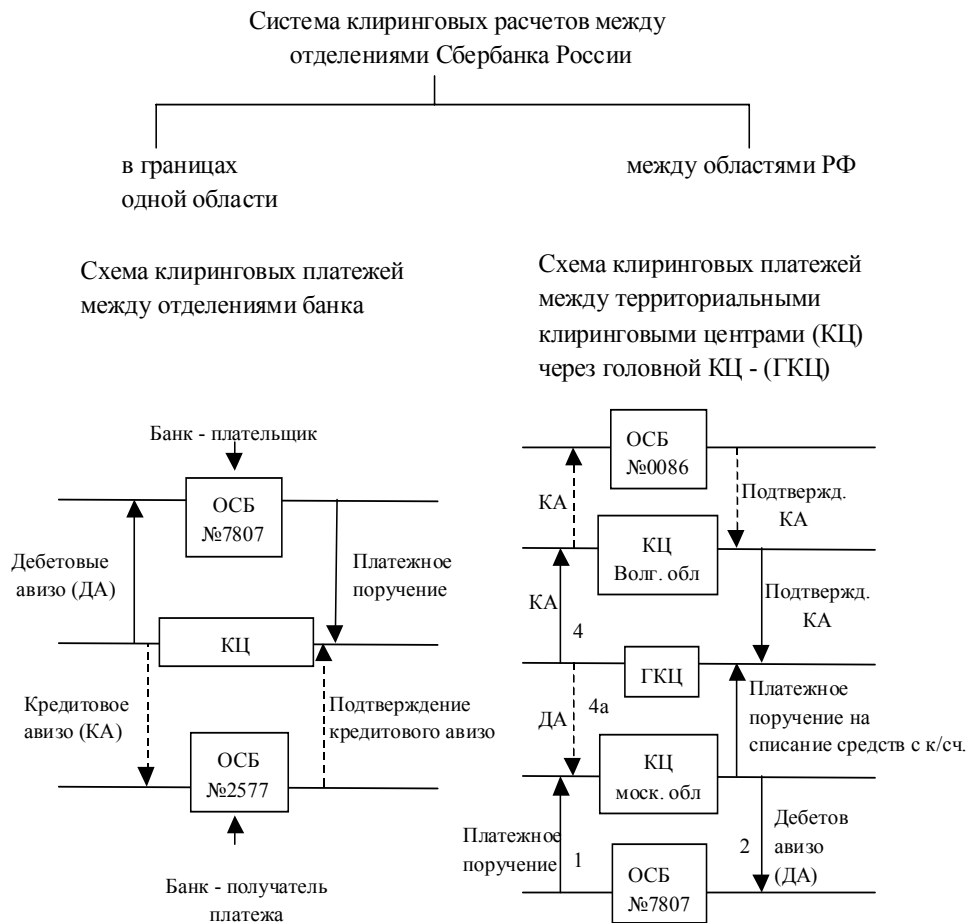 Система клиринговых расчетов между
отделениями Сбербанка России
в границах
одной области
между областями РФ
Схема клиринговых платежей
между отделениями банка
Банк - плательщик
ОСБ
№7807
Дебетовые
авизо (ДА)
Платежное
поручение
КЦ
Кредитовое
авизо (КА)
Подтверждение
кредитового авизо
ОСБ
№2577
Банк - получатель
платежа
Схема клиринговых платежей
между территориальными
клиринговыми центрами (КЦ)
через головной КЦ - (ГКЦ)
ОСБ
№0086
КА
Подтвержд.
КА
КЦ
Волг. обл
КА
4
Подтвержд.
КА
ГКЦ
ДА
4а
Платежное
поручение на
списание средств с к/сч.
КЦ
моск. обл
Платежное
поручение
1
2
Дебетов
авизо
(ДА)
ОСБ
№7807